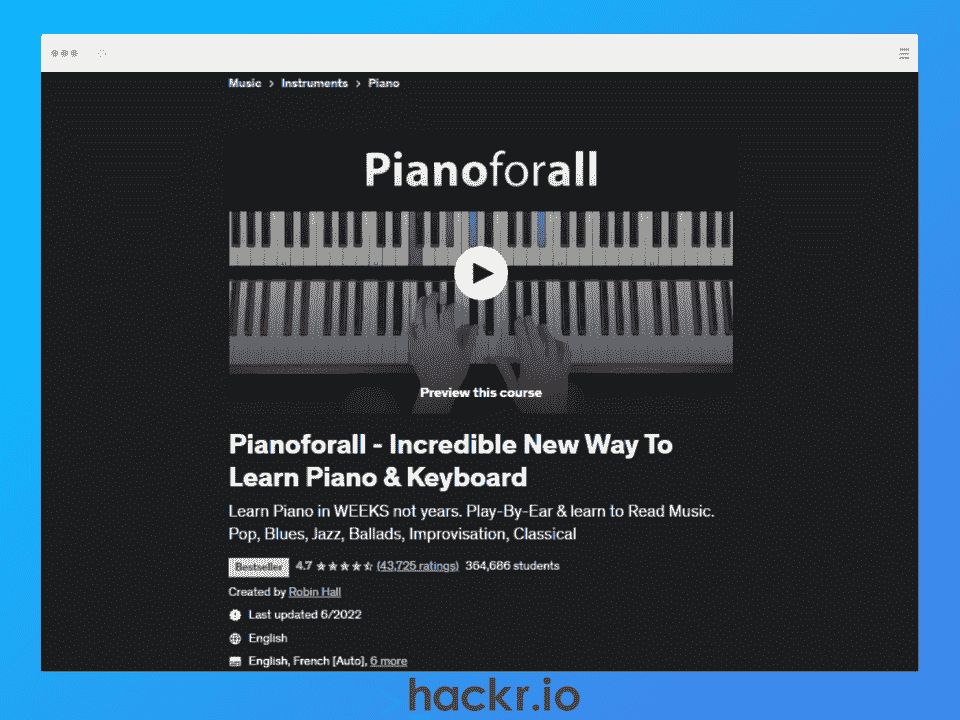 Music > Instruments > Piano
Pianoforall
Preview this course
Pianoforall - Incredible New Way To
Learn Piano & Keyboard
Learn Piano in WEEKS not years. Play-By-Ear & learn to Read Music.
Pop, Blues, Jazz, Ballads, Improvisation, Classical
Bestseller 4.7 (43,725 ratings) 364,686 students
Created by Robin Hall
Last updated 6/2022
English
English, French [Auto], 6 more
hackr.io